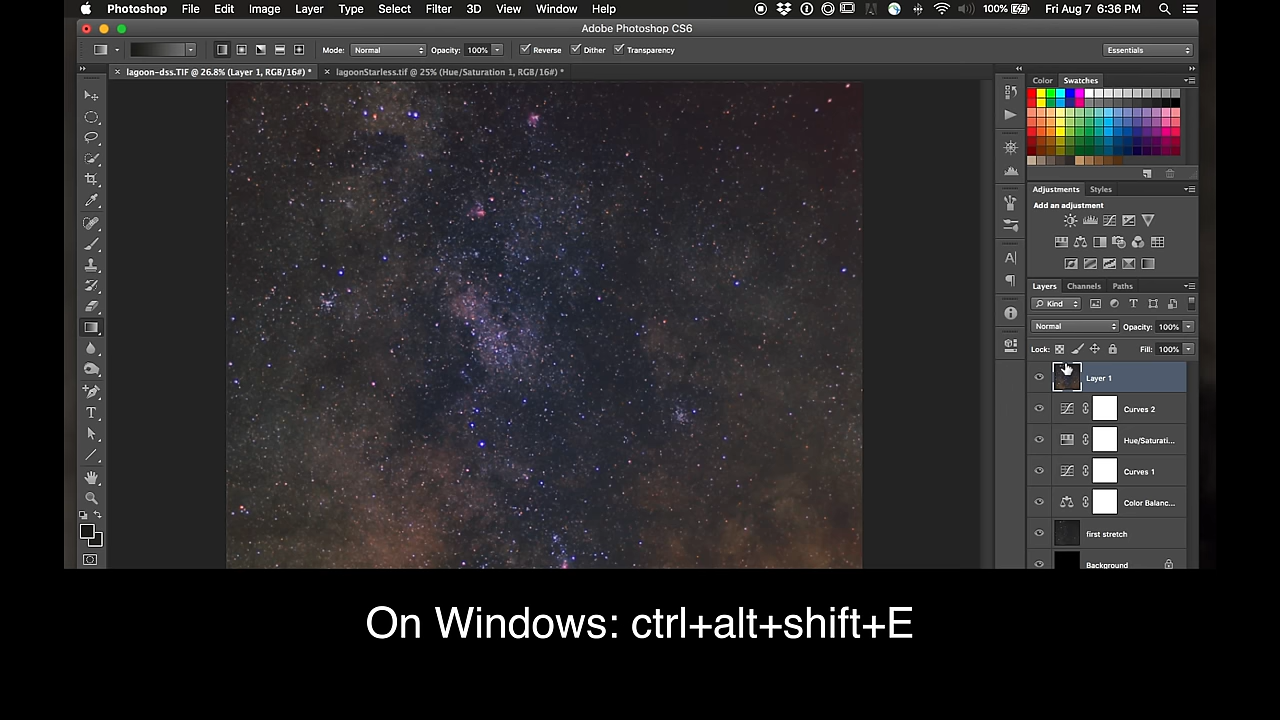 Photoshop File Edit Image Layer Type Select Filter 3D View Window Help 100% Fri Aug 7 6:36 PM
Adobe Photoshop CS6
Mode: Normal Opacity: 100% Reverse Dither Transparency Essentials
× lagoon-dss.TIF @ 26.8% (Layer 1, RGB/16#) * × lagoonStarless.tif @ 25% (Hue/Saturation 1, RGB/16#) *
Color Swatches
Adjustments Styles
Add an adjustment
Layers Channels Paths
Kind
Normal Opacity: 100%
Lock: Fill: 100%
Layer 1
Curves 2
Hue/Saturati...
Curves 1
Color Balanc...
first stretch
Background
On Windows: ctrl+alt+shift+E